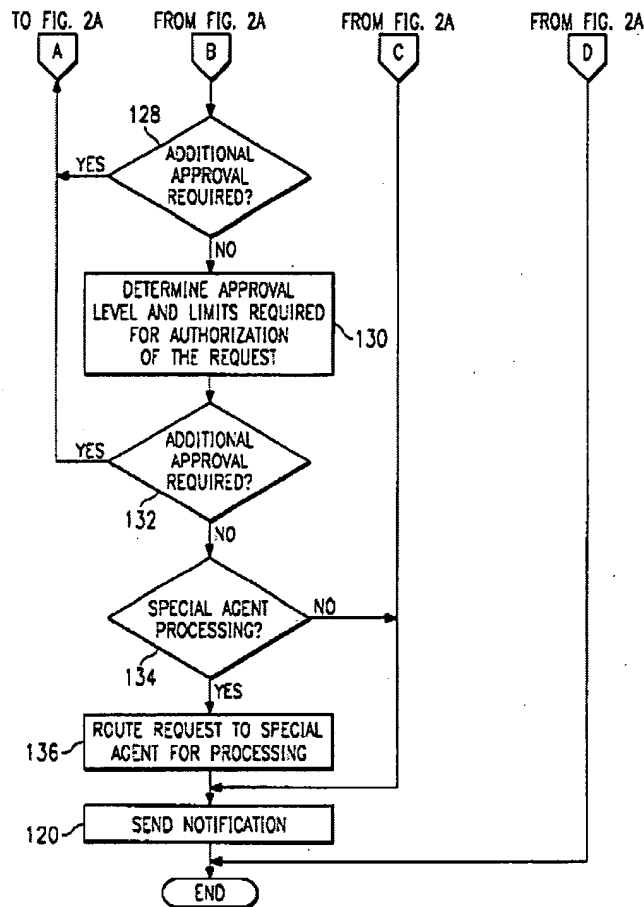 TO FIG. 2A
FROM FIG. 2A
FROM FIG. 2A
FROM FIG. 2A
A
B
C
D
128
ADDITIONAL
APPROVAL
REQUIRED?
YES
NO
DETERMINE APPROVAL
LEVEL AND LIMITS REQUIRED
FOR AUTHORIZATION
OF THE REQUEST
130
YES
ADDITIONAL
APPROVAL
REQUIRED?
132
NO
SPECIAL AGENT
PROCESSING?
NO
134
YES
136
ROUTE REQUEST TO SPECIAL
AGENT FOR PROCESSING
120
SEND NOTIFICATION
END